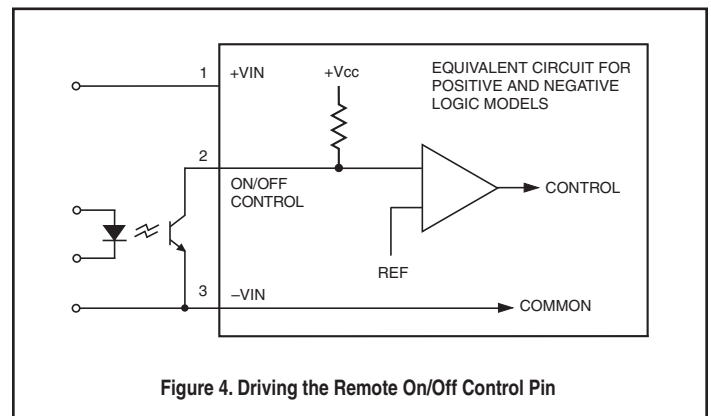 1
+VIN
+Vcc
EQUIVALENT CIRCUIT FOR
POSITIVE AND NEGATIVE
LOGIC MODELS
2
ON/OFF
CONTROL
CONTROL
REF
3
–VIN
COMMON
Figure 4. Driving the Remote On/Off Control Pin